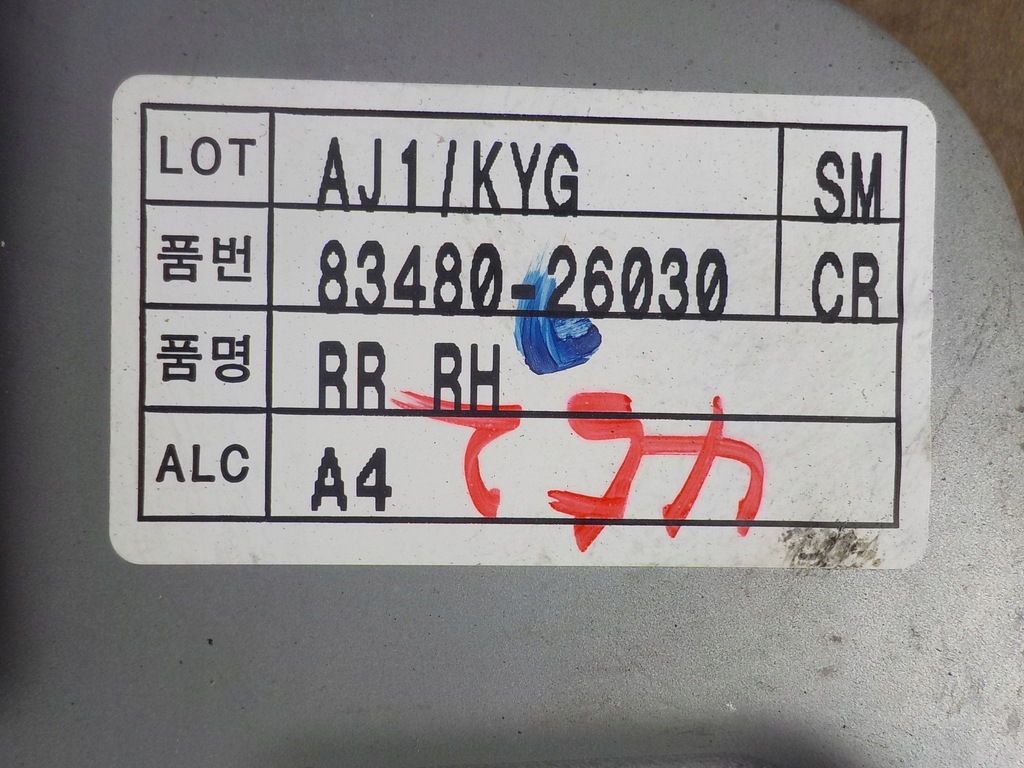 LOT AJ1/KYG SM
품번 83480-26030 CR
품명 RR RH
ALC A4